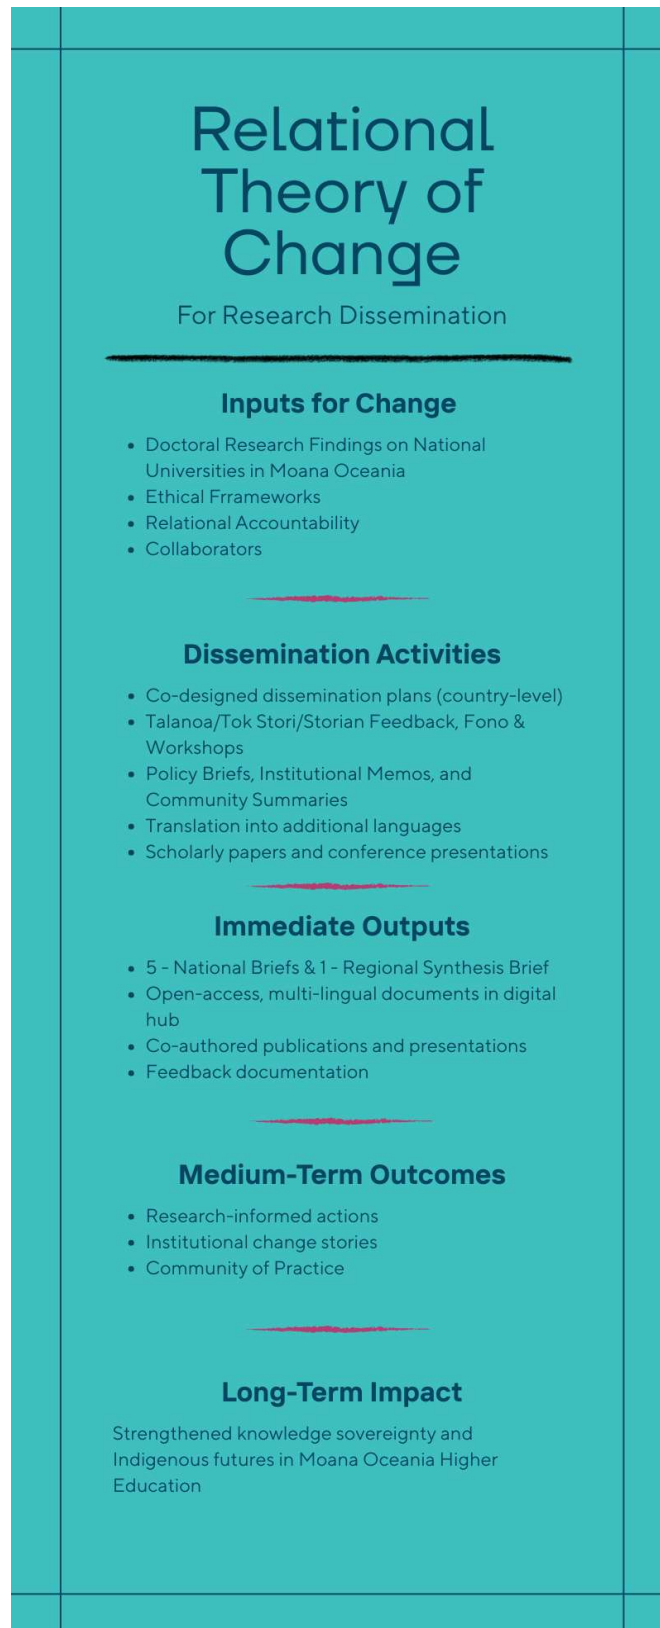 Relational
Theory of
Change
For Research Dissemination
Inputs for Change
• Doctoral Research Findings on National
Universities in Moana Oceania
• Ethical Frrameworks
• Relational Accountability
• Collaborators
Dissemination Activities
• Co-designed dissemination plans (country-level)
• Talanoa/Tok Stori/Storian Feedback, Fono &
Workshops
• Policy Briefs, Institutional Memos, and
Community Summaries
• Translation into additional languages
• Scholarly papers and conference presentations
Immediate Outputs
• 5 - National Briefs & 1 - Regional Synthesis Brief
• Open-access, multi-lingual documents in digital
hub
• Co-authored publications and presentations
• Feedback documentation
Medium-Term Outcomes
• Research-informed actions
• Institutional change stories
• Community of Practice
Long-Term Impact
Strengthened knowledge sovereignty and
Indigenous futures in Moana Oceania Higher
Education